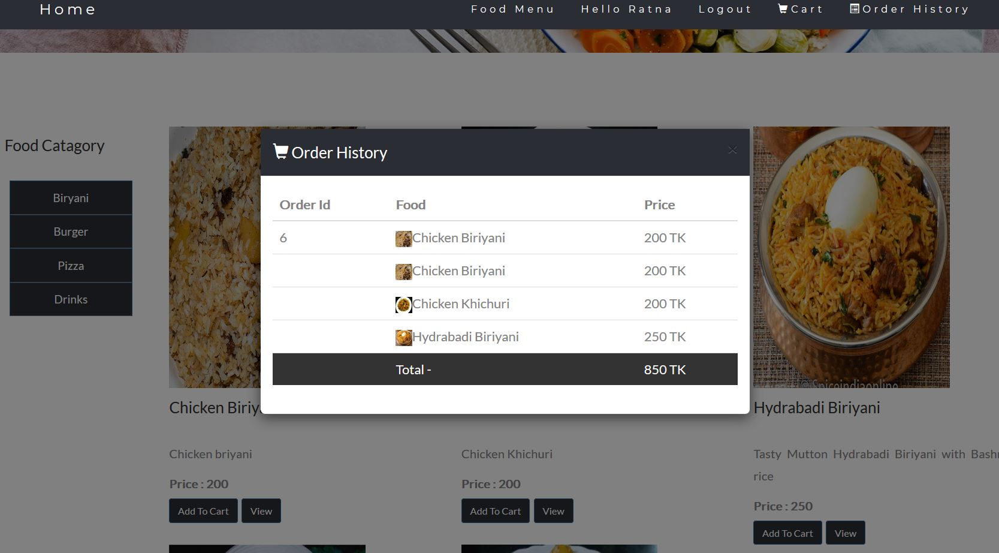 Home
Food Menu
Hello Ratna
Logout
Cart
Order History
Food Catagory
Biryani
Burger
Pizza
Drinks
Order History
×
Order Id Food Price
6 Chicken Biriyani 200 TK
Chicken Biriyani 200 TK
Chicken Khichuri 200 TK
Hydrabadi Biriyani 250 TK
Total - 850 TK
@Spiceindiaonline
Chicken Biriy
Hydrabadi Biriyani
Chicken briyani
Price : 200
Add To Cart View
Chicken Khichuri
Price : 200
Add To Cart View
Tasty Mutton Hydrabadi Biriyani with
rice
Price : 250
Add To Cart View